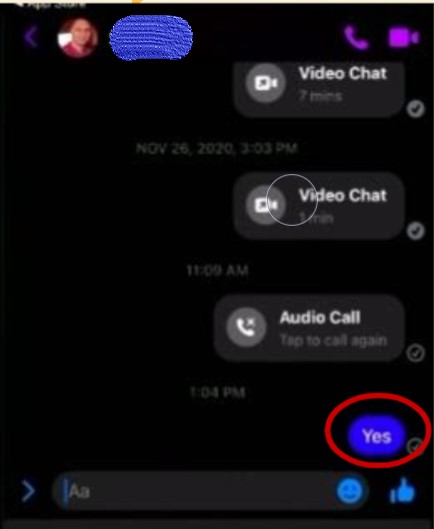 App Store
Video Chat
7 mins
NOV 26, 2020, 3:03 PM
Video Chat
1 min
11:09 AM
Audio Call
Tap to call again
1:04 PM
Yes
Aa